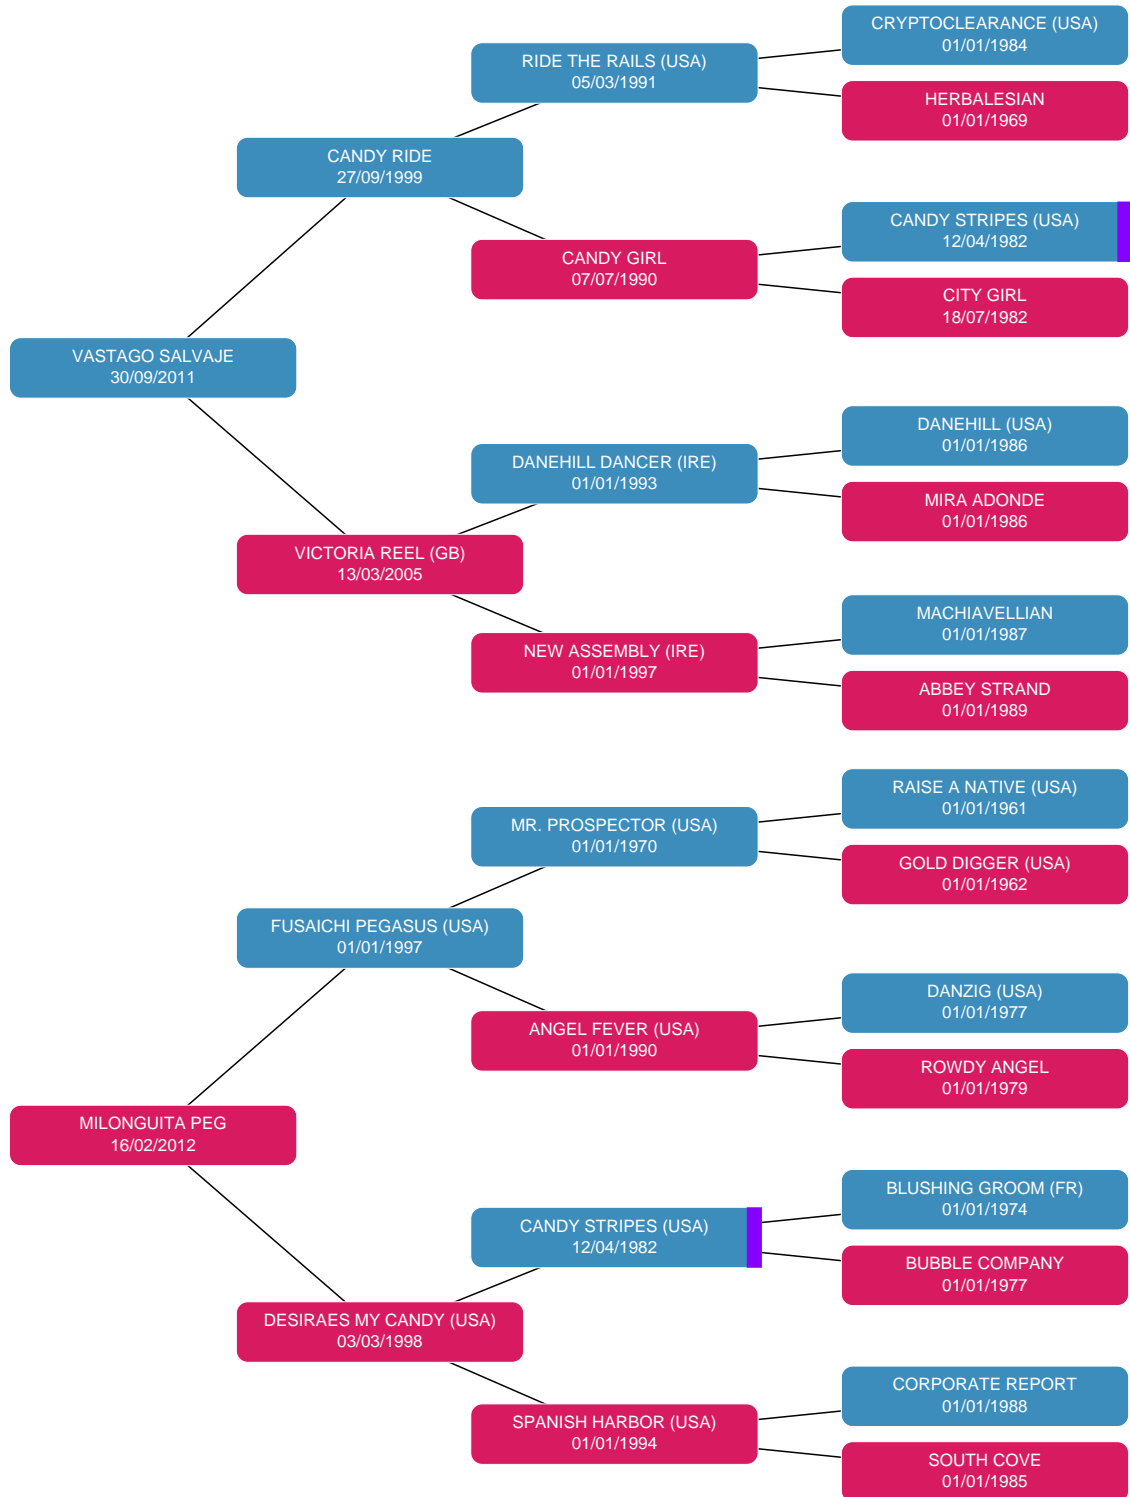 CRYPTOCLEARANCE (USA)
01/01/1984
RIDE THE RAILS (USA)
05/03/1991
HERBALESIAN
01/01/1969
CANDY RIDE
27/09/1999
CANDY STRIPES (USA)
12/04/1982
CANDY GIRL
07/07/1990
CITY GIRL
18/07/1982
VASTAGO SALVAJE
30/09/2011
DANEHILL (USA)
01/01/1986
DANEHILL DANCER (IRE)
01/01/1993
MIRA ADONDE
01/01/1986
VICTORIA REEL (GB)
13/03/2005
MACHIAVELLIAN
01/01/1987
NEW ASSEMBLY (IRE)
01/01/1997
ABBEY STRAND
01/01/1989
RAISE A NATIVE (USA)
01/01/1961
MR. PROSPECTOR (USA)
01/01/1970
GOLD DIGGER (USA)
01/01/1962
FUSAICHI PEGASUS (USA)
01/01/1997
DANZIG (USA)
01/01/1977
ANGEL FEVER (USA)
01/01/1990
ROWDY ANGEL
01/01/1979
MILONGUITA PEG
16/02/2012
BLUSHING GROOM (FR)
01/01/1974
CANDY STRIPES (USA)
12/04/1982
BUBBLE COMPANY
01/01/1977
DESIRAES MY CANDY (USA)
03/03/1998
CORPORATE REPORT
01/01/1988
SPANISH HARBOR (USA)
01/01/1994
SOUTH COVE
01/01/1985